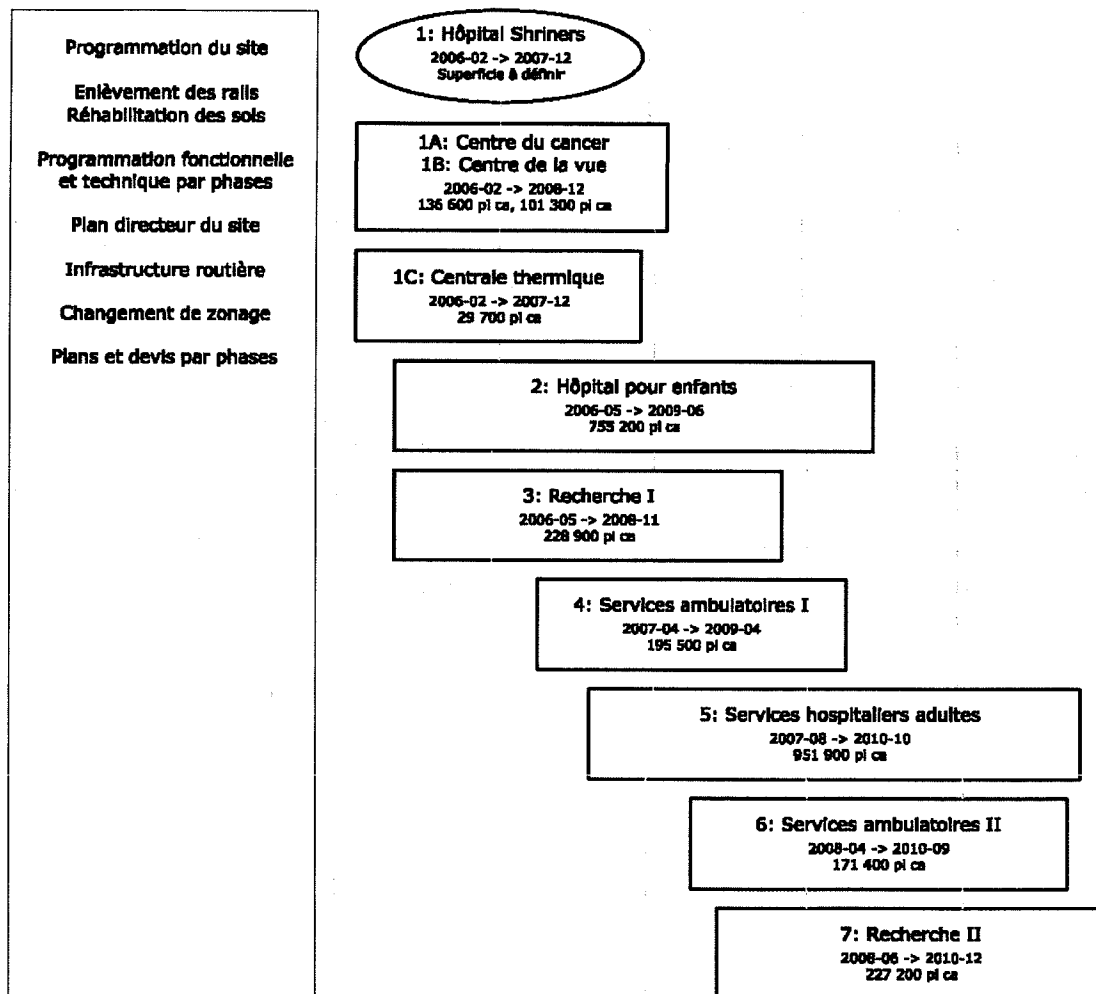 Programmation du site
Enlèvement des rails
Réhabilitation des sols
Programmation fonctionnelle
et technique par phases
Plan directeur du site
Infrastructure routière
Changement de zonage
Plans et devis par phases
1: Hôpital Shriners
2006-02 -> 2007-12
Superficie à définir
1A: Centre du cancer
1B: Centre de la vue
2006-02 -> 2008-12
136 600 pi ca, 101 300 pi ca
1C: Centrale thermique
2006-02 -> 2007-12
29 700 pi ca
2: Hôpital pour enfants
2006-05 -> 2009-06
755 200 pi ca
3: Recherche I
2006-05 -> 2008-11
228 900 pi ca
4: Services ambulatoires I
2007-04 -> 2009-04
195 500 pi ca
5: Services hospitaliers adultes
2007-08 -> 2010-10
951 900 pi ca
6: Services ambulatoires II
2008-04 -> 2010-09
171 400 pi ca
7: Recherche II
2008-06 -> 2010-12
227 200 pi ca